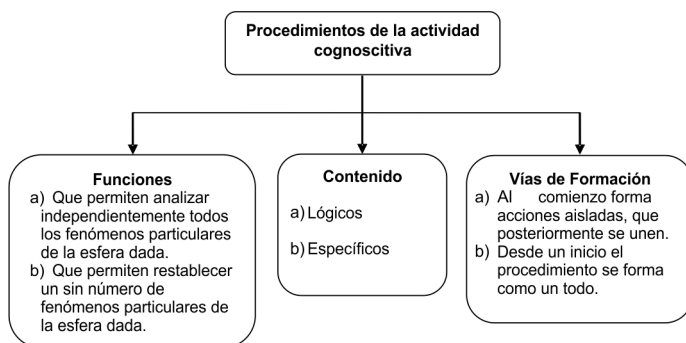 Procedimientos de la actividad
cognoscitiva
Funciones
a) Que permiten analizar
independientemente todos
los fenómenos particulares
de la esfera dada.
b) Que permiten restablecer
un sin número de
fenómenos particulares de
la esfera dada.
Contenido
a) Lógicos
b) Específicos
Vías de Formación
a) Al comienzo forma
acciones aisladas, que
posteriormente se unen.
b) Desde un inicio el
procedimiento se forma
como un todo.